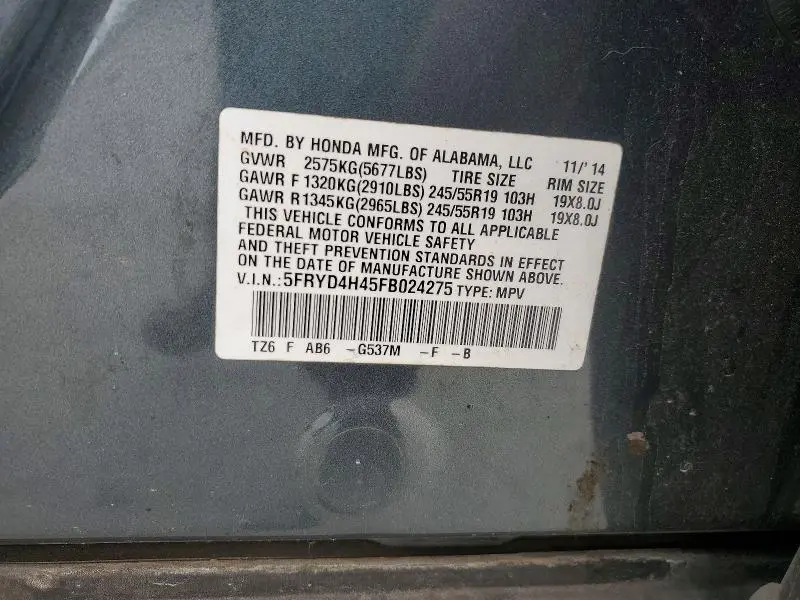 MFD. BY HONDA MFG. OF ALABAMA, LLC 11/'14
GVWR 2575KG(5677LBS) TIRE SIZE RIM SIZE
GAWR F 1320KG(2910LBS) 245/55R19 103H 19X8.0J
GAWR R1345KG(2965LBS) 245/55R19 103H 19X8.0J
THIS VEHICLE CONFORMS TO ALL APPLICABLE
FEDERAL MOTOR VEHICLE SAFETY
AND THEFT PREVENTION STANDARDS IN EFFECT
ON THE DATE OF MANUFACTURE SHOWN ABOVE.
V.I.N.:5FRYD4H45FB024275 TYPE: MPV
TZ6 F AB6 -G537M -F -B